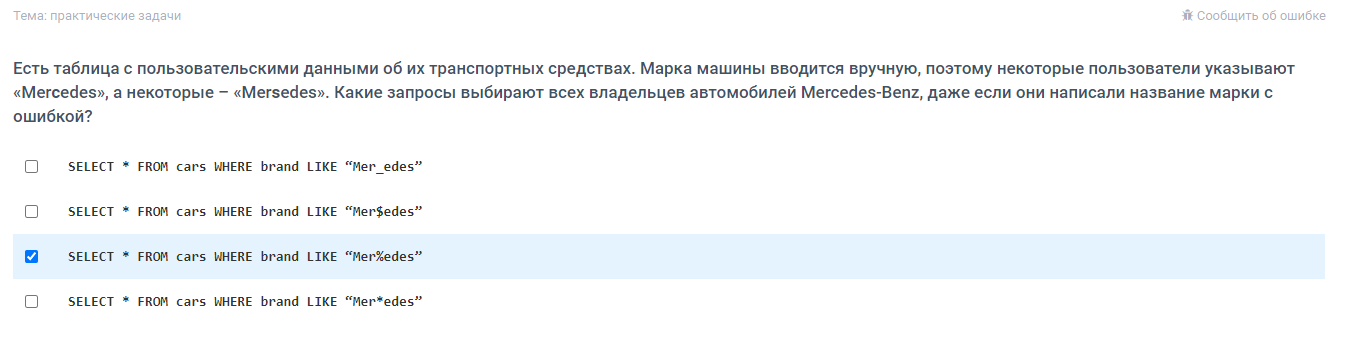 Тема: практические задачи
Сообщить об ошибке
Есть таблица с пользовательскими данными об их транспортных средствах. Марка машины вводится вручную, поэтому некоторые пользователи указывают
«Mercedes», а некоторые – «Mersedes». Какие запросы выбирают всех владельцев автомобилей Mercedes-Benz, даже если они написали название марки с
ошибкой?
SELECT * FROM cars WHERE brand LIKE “Mer_edes”
SELECT * FROM cars WHERE brand LIKE “Mer$edes”
SELECT * FROM cars WHERE brand LIKE “Mer%edes”
SELECT * FROM cars WHERE brand LIKE “Mer*edes”